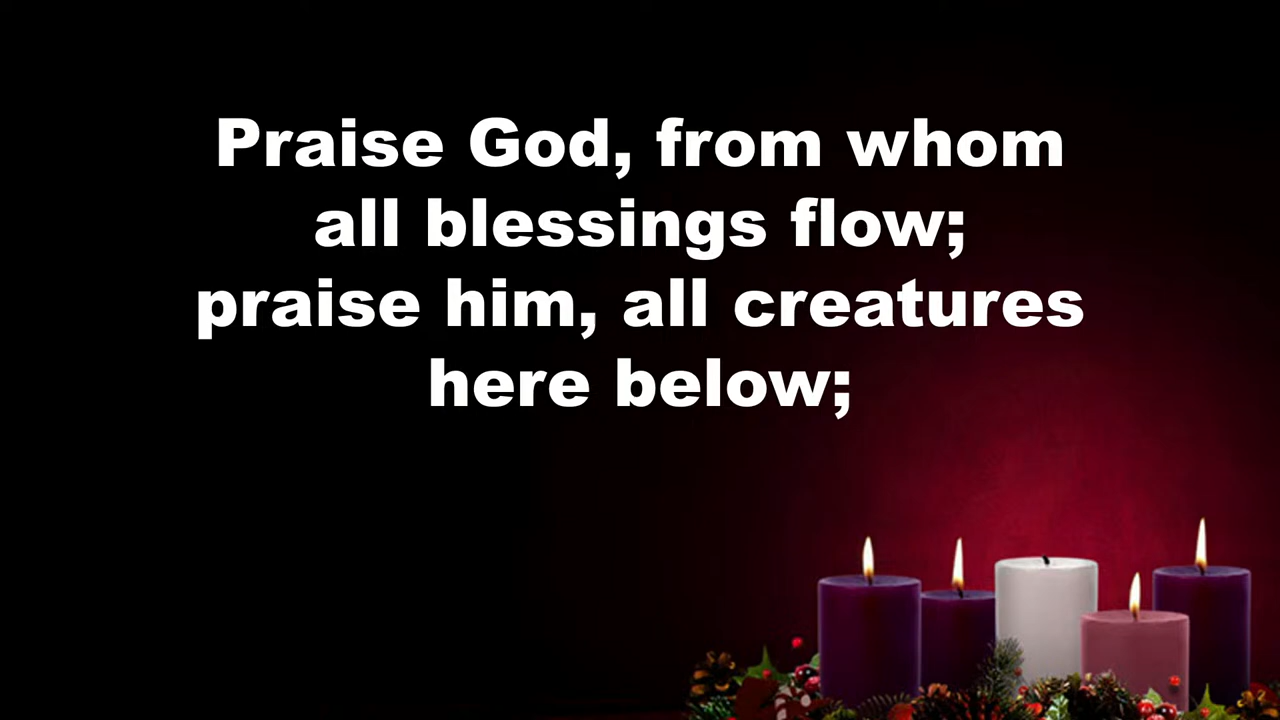 Praise God, from whom
all blessings flow;
praise him, all creatures
here below;